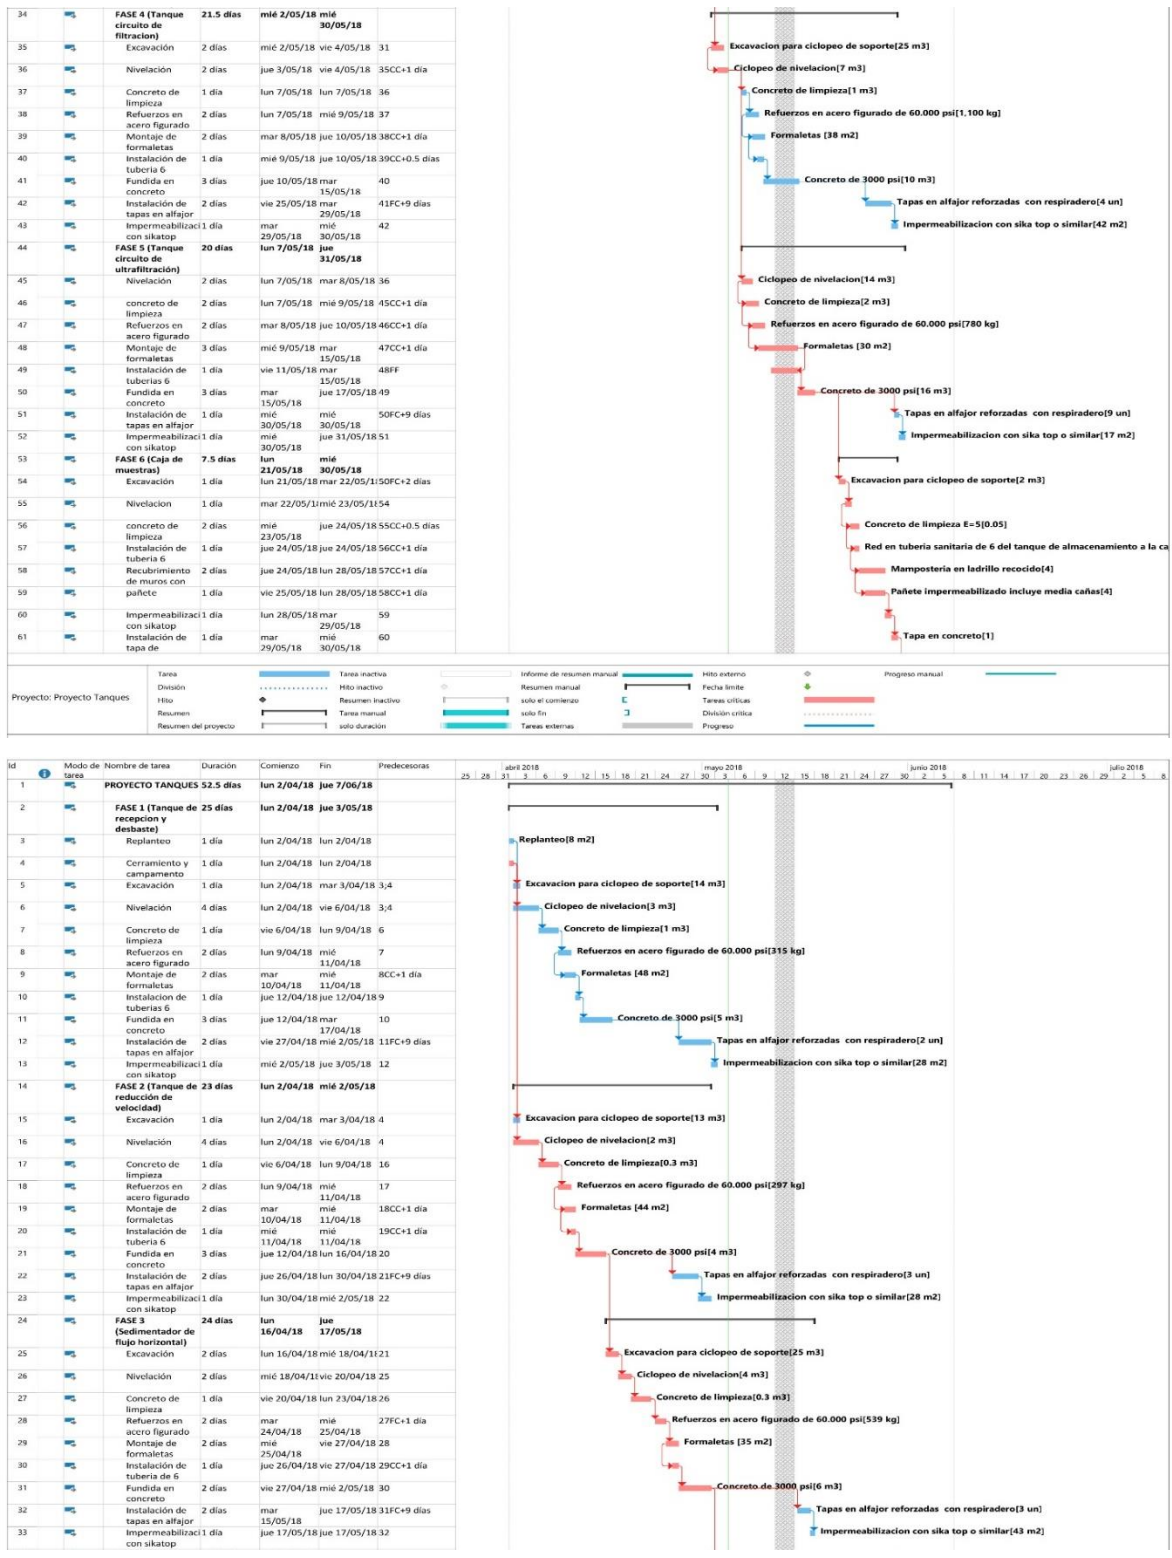 34 FASE 4 (Tanque circuito de filtracion) 21.5 días mié 2/05/18 mié 30/05/18
35 Excavación 2 días mié 2/05/18 vie 4/05/18 31 Excavacion para ciclopeo de soporte[25 m3]
36 Nivelación 2 días jue 3/05/18 vie 4/05/18 35CC+1 día Ciclopeo de nivelacion[7 m3]
37 Concreto de limpieza 1 día lun 7/05/18 lun 7/05/18 36 Concreto de limpieza[1 m3]
38 Refuerzos en acero figurado 2 días lun 7/05/18 mié 9/05/18 37 Refuerzos en acero figurado de 60.000 psi[1,100 kg]
39 Montaje de formaletas 2 días mar 8/05/18 jue 10/05/18 38CC+1 día Formaletas [38 m2]
40 Instalación de tuberia 6 1 día mié 9/05/18 jue 10/05/18 39CC+0.5 días
41 Fundida en concreto 3 días jue 10/05/18 mar 15/05/18 40 Concreto de 3000 psi[10 m3]
42 Instalación de tapas en alfajor 2 días vie 25/05/18 mar 29/05/18 41FC+9 días Tapas en alfajor reforzadas con respiradero[4 un]
43 Impermeabilizaci con sikatop 1 día mar 29/05/18 mié 30/05/18 42 Impermeabilizacion con sika top o similar[42 m2]
44 FASE 5 (Tanque circuito de ultrafiltración) 20 días lun 7/05/18 jue 31/05/18
45 Nivelación 2 días lun 7/05/18 mar 8/05/18 36 Ciclopeo de nivelacion[14 m3]
46 concreto de limpieza 2 días lun 7/05/18 mié 9/05/18 45CC+1 día Concreto de limpieza[2 m3]
47 Refuerzos en acero figurado 2 días mar 8/05/18 jue 10/05/18 46CC+1 día Refuerzos en acero figurado de 60.000 psi[780 kg]
48 Montaje de formaletas 3 días mié 9/05/18 mar 15/05/18 47CC+1 día Formaletas [30 m2]
49 Instalación de tuberias 6 1 día vie 11/05/18 mar 15/05/18 48FF
50 Fundida en concreto 3 días mar 15/05/18 jue 17/05/18 49 Concreto de 3000 psi[16 m3]
51 Instalación de tapas en alfajor 1 día mié 30/05/18 mié 30/05/18 50FC+9 días Tapas en alfajor reforzadas con respiradero[9 un]
52 Impermeabilizaci con sikatop 1 día mié 30/05/18 jue 31/05/18 51 Impermeabilizacion con sika top o similar[17 m2]
53 FASE 6 (Caja de muestras) 7.5 días lun 21/05/18 mié 30/05/18
54 Excavación 1 día lun 21/05/18 mar 22/05/18 50FC+2 días Excavacion para ciclopeo de soporte[2 m3]
55 Nivelacion 1 día mar 22/05/18 mié 23/05/18 54
56 concreto de limpieza 2 días mié 23/05/18 jue 24/05/18 55CC+0.5 días Concreto de limpieza E=5[0.05]
57 Instalación de tuberia 6 1 día jue 24/05/18 jue 24/05/18 56CC+1 día Red en tuberia sanitaria de 6 del tanque de almacenamiento a la ca
58 Recubrimiento de muros con 2 días jue 24/05/18 lun 28/05/18 57CC+1 día Mamposteria en ladrillo recocido[4]
59 pañete 1 día vie 25/05/18 lun 28/05/18 58CC+1 día Pañete impermeabilizado incluye media cañas[4]
60 Impermeabilizaci con sikatop 1 día lun 28/05/18 mar 29/05/18 59
61 Instalación de tapa de 1 día mar 29/05/18 mié 30/05/18 60 Tapa en concreto[1]
Proyecto: Proyecto Tanques
Tarea Tarea inactiva Informe de resumen manual Hito externo Progreso manual
División Hito inactivo Resumen manual Fecha límite
Hito Resumen inactivo solo el comienzo Tareas críticas
Resumen Tarea manual solo fin División crítica
Resumen del proyecto solo duración Tareas externas Progreso
Id Modo de tarea Nombre de tarea Duración Comienzo Fin Predecesoras
abril 2018 mayo 2018 junio 2018 julio 2018
25 28 31 3 6 9 12 15 18 21 24 27 30 3 6 9 12 15 18 21 24 27 30 2 5 8 11 14 17 20 23 26 29 2 5 8
1 PROYECTO TANQUES 52.5 días lun 2/04/18 jue 7/06/18
2 FASE 1 (Tanque de recepcion y desbaste) 25 días lun 2/04/18 jue 3/05/18
3 Replanteo 1 día lun 2/04/18 lun 2/04/18 Replanteo[8 m2]
4 Cerramiento y campamento 1 día lun 2/04/18 lun 2/04/18
5 Excavación 1 día lun 2/04/18 mar 3/04/18 3;4 Excavacion para ciclopeo de soporte[14 m3]
6 Nivelación 4 días lun 2/04/18 vie 6/04/18 3;4 Ciclopeo de nivelacion[3 m3]
7 Concreto de limpieza 1 día vie 6/04/18 lun 9/04/18 6 Concreto de limpieza[1 m3]
8 Refuerzos en acero figurado 2 días lun 9/04/18 mié 11/04/18 7 Refuerzos en acero figurado de 60.000 psi[315 kg]
9 Montaje de formaletas 2 días mar 10/04/18 mié 11/04/18 8CC+1 día Formaletas [48 m2]
10 Instalacion de tuberias 6 1 día jue 12/04/18 jue 12/04/18 9
11 Fundida en concreto 3 días jue 12/04/18 mar 17/04/18 10 Concreto de 3000 psi[5 m3]
12 Instalación de tapas en alfajor 2 días vie 27/04/18 mié 2/05/18 11FC+9 días Tapas en alfajor reforzadas con respiradero[2 un]
13 Impermeabilizaci con sikatop 1 día mié 2/05/18 jue 3/05/18 12 Impermeabilizacion con sika top o similar[28 m2]
14 FASE 2 (Tanque de reducción de velocidad) 23 días lun 2/04/18 mié 2/05/18
15 Excavación 1 día lun 2/04/18 mar 3/04/18 4 Excavacion para ciclopeo de soporte[13 m3]
16 Nivelación 4 días lun 2/04/18 vie 6/04/18 4 Ciclopeo de nivelacion[2 m3]
17 Concreto de limpieza 1 día vie 6/04/18 lun 9/04/18 16 Concreto de limpieza[0.3 m3]
18 Refuerzos en acero figurado 2 días lun 9/04/18 mié 11/04/18 17 Refuerzos en acero figurado de 60.000 psi[297 kg]
19 Montaje de formaletas 2 días mar 10/04/18 mié 11/04/18 18CC+1 día Formaletas [44 m2]
20 Instalación de tuberia 6 1 día mié 11/04/18 mié 11/04/18 19CC+1 día
21 Fundida en concreto 3 días jue 12/04/18 lun 16/04/18 20 Concreto de 3000 psi[4 m3]
22 Instalación de tapas en alfajor 2 días jue 26/04/18 lun 30/04/18 21FC+9 días Tapas en alfajor reforzadas con respiradero[3 un]
23 Impermeabilizaci con sikatop 1 día lun 30/04/18 mié 2/05/18 22 Impermeabilizacion con sika top o similar[28 m2]
24 FASE 3 (Sedimentador de flujo horizontal) 24 días lun 16/04/18 jue 17/05/18
25 Excavación 2 días lun 16/04/18 mié 18/04/18 21 Excavacion para ciclopeo de soporte[25 m3]
26 Nivelación 2 días mié 18/04/18 vie 20/04/18 25 Ciclopeo de nivelacion[4 m3]
27 Concreto de limpieza 1 día vie 20/04/18 lun 23/04/18 26 Concreto de limpieza[0.3 m3]
28 Refuerzos en acero figurado 2 días mar 24/04/18 mié 25/04/18 27FC+1 día Refuerzos en acero figurado de 60.000 psi[539 kg]
29 Montaje de formaletas 2 días mié 25/04/18 vie 27/04/18 28 Formaletas [35 m2]
30 Instalación de tuberia de 6 1 día jue 26/04/18 vie 27/04/18 29CC+1 día
31 Fundida en concreto 2 días vie 27/04/18 mié 2/05/18 30 Concreto de 3000 psi[6 m3]
32 Instalación de tapas en alfajor 2 días mar 15/05/18 jue 17/05/18 31FC+9 días Tapas en alfajor reforzadas con respiradero[3 un]
33 Impermeabilizaci con sikatop 1 día jue 17/05/18 jue 17/05/18 32 Impermeabilizacion con sika top o similar[43 m2]